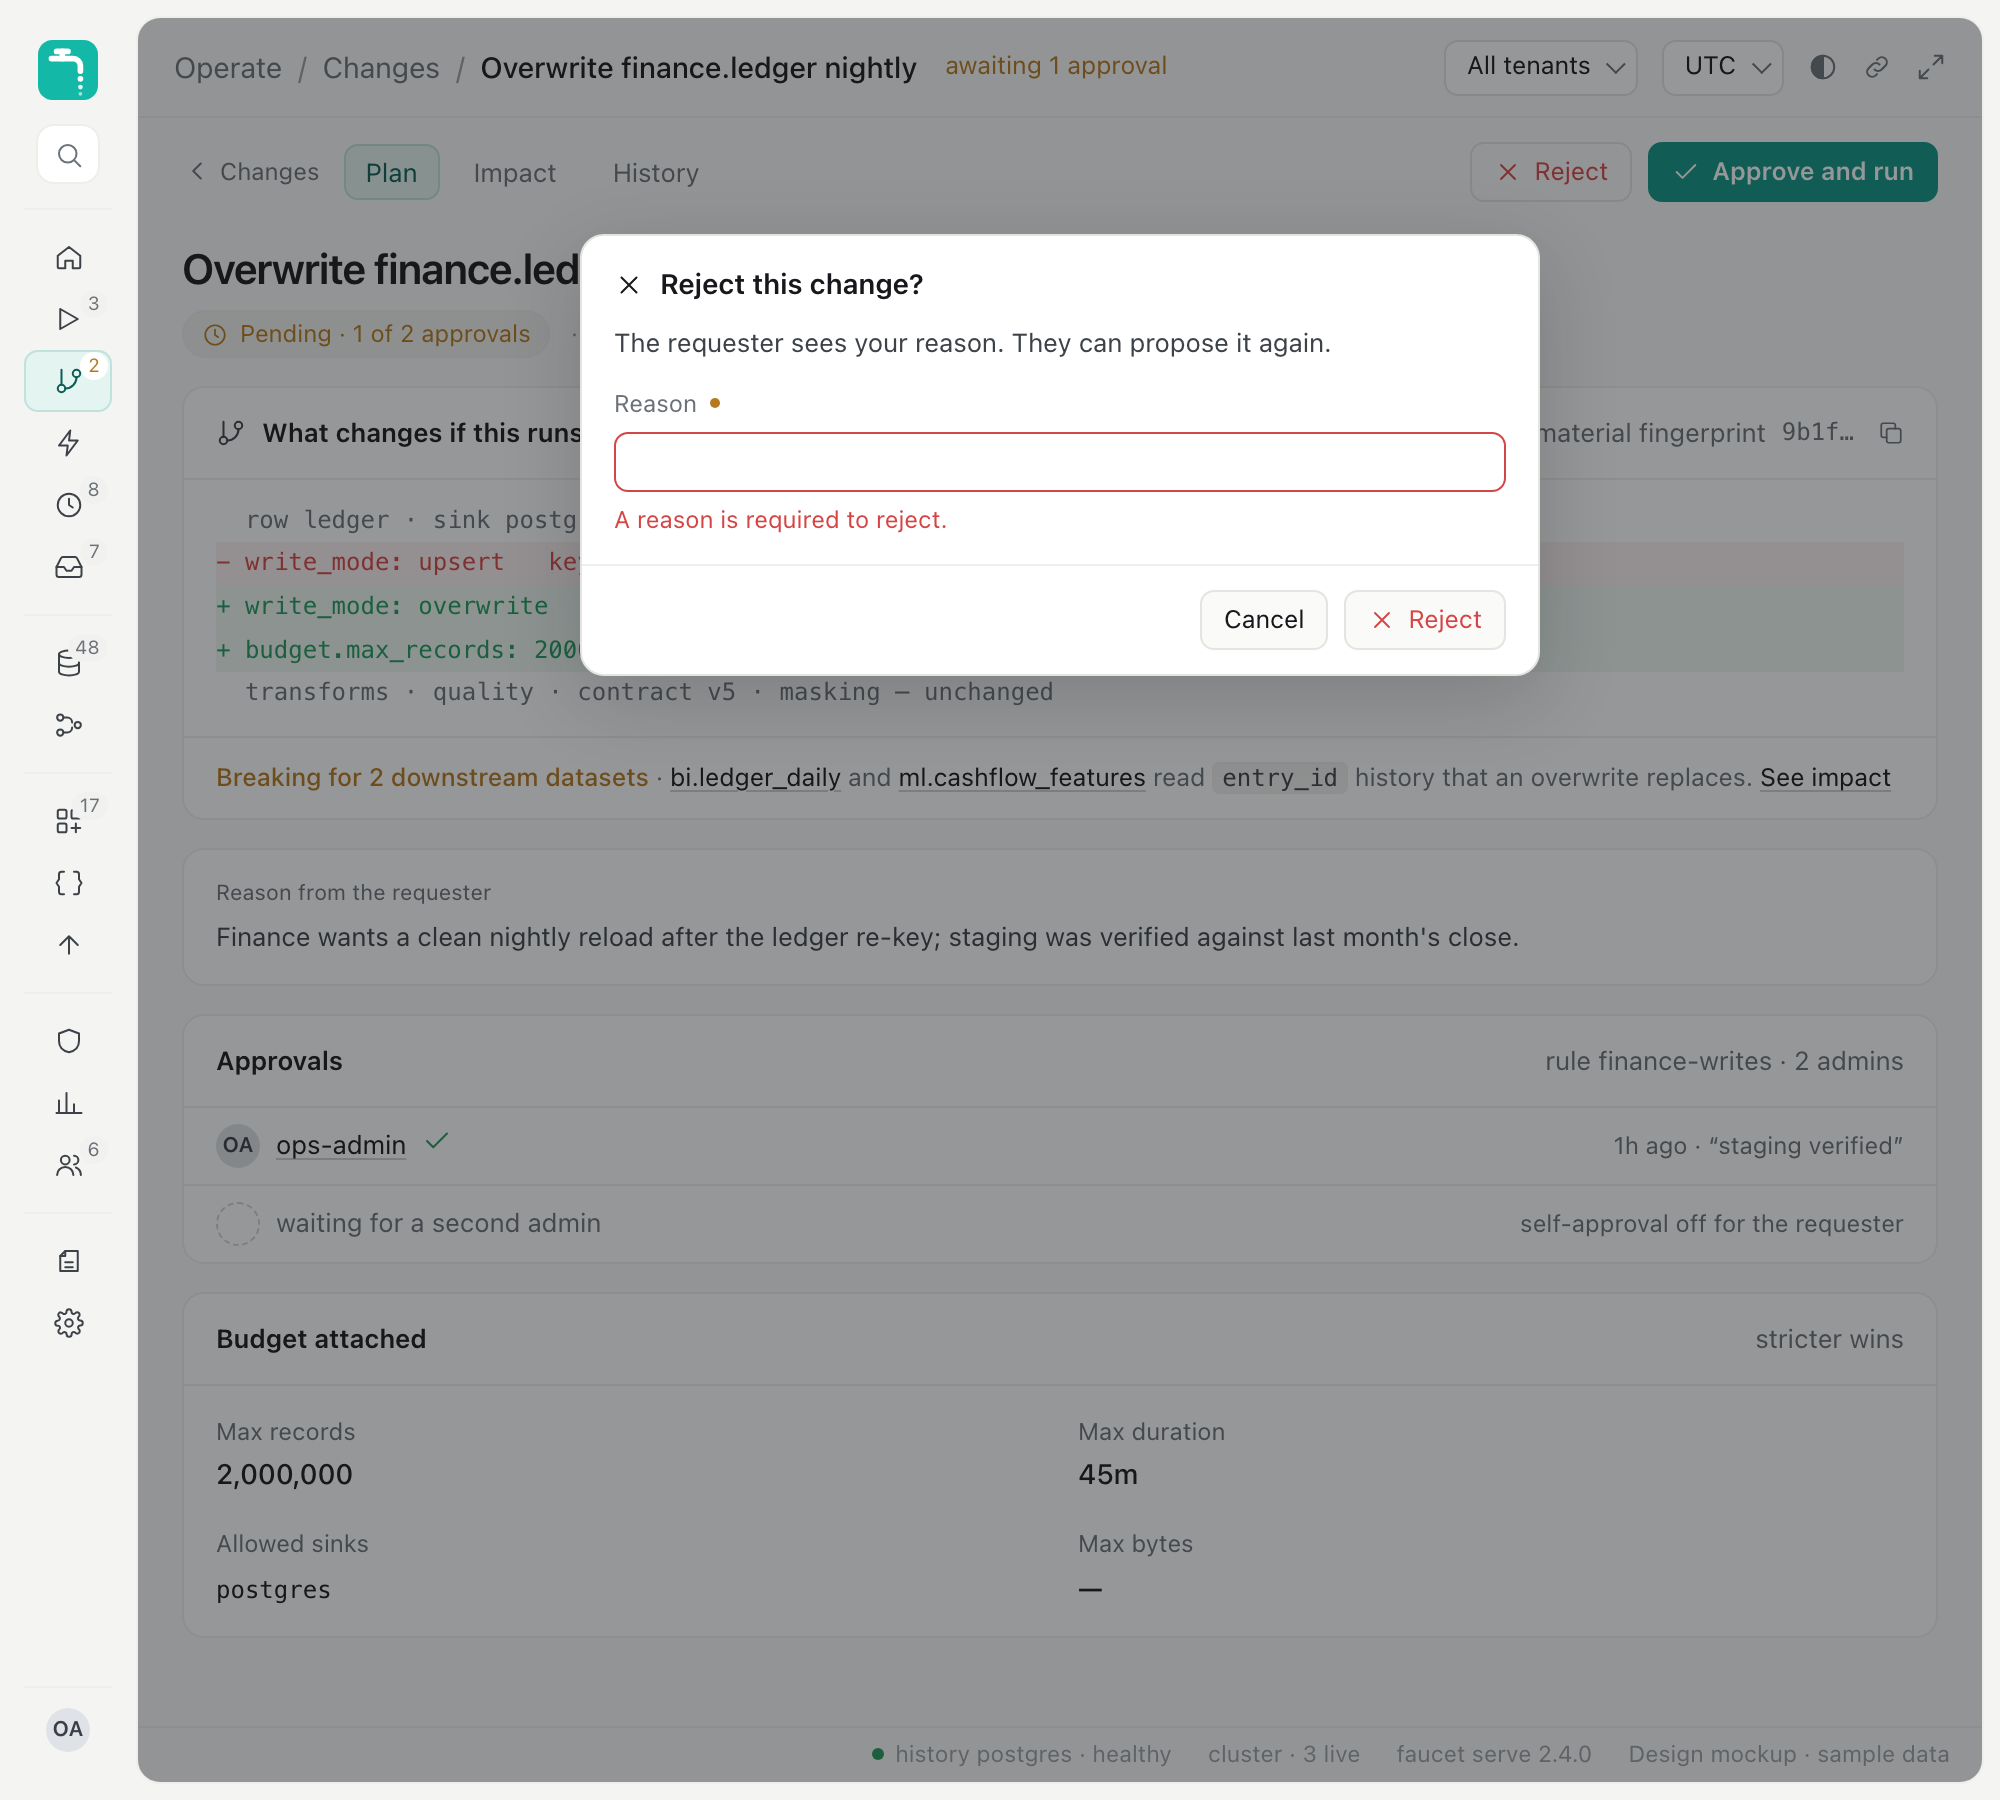 Operate / Changes / Overwrite finance.ledger nightly awaiting 1 approval All tenants UTC
Changes Plan Impact History Reject Approve and run
3
2
8
7
48
17
6
OA
Overwrite finance.led
Pending · 1 of 2 approvals ·
Reject this change?
The requester sees your reason. They can propose it again.
Reason
A reason is required to reject.
Cancel Reject
What changes if this runs material fingerprint 9b1f…
row ledger · sink postg
− write_mode: upsert
+ write_mode: overwrite
+ budget.max_records: 200
transforms · quality · contract v5 · masking — unchanged
Breaking for 2 downstream datasets · bi.ledger_daily and ml.cashflow_features read entry_id history that an overwrite replaces. See impact
Reason from the requester
Finance wants a clean nightly reload after the ledger re-key; staging was verified against last month's close.
Approvals rule finance-writes · 2 admins
OA ops-admin 1h ago · “staging verified”
waiting for a second admin self-approval off for the requester
Budget attached stricter wins
Max records Max duration
2,000,000 45m
Allowed sinks Max bytes
postgres —
history postgres · healthy cluster · 3 live faucet serve 2.4.0 Design mockup · sample data